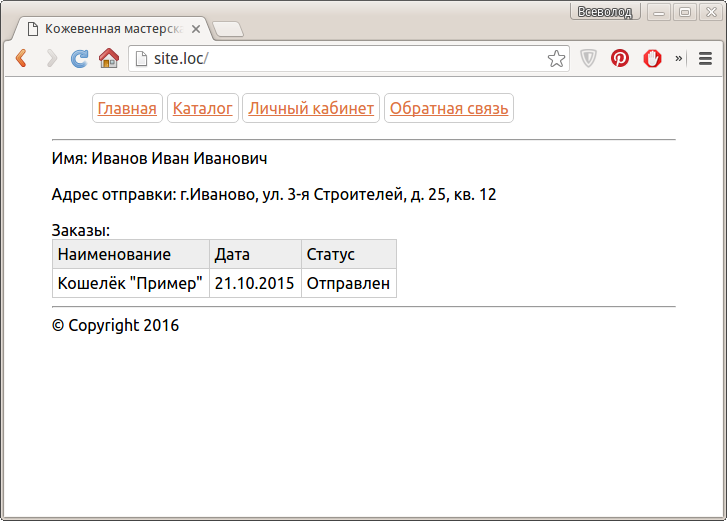 Всеволод
Кожевенная мастерска
site.loc/
Главная Каталог Личный кабинет Обратная связь
Имя: Иванов Иван Иванович
Адрес отправки: г.Иваново, ул. 3-я Строителей, д. 25, кв. 12
Заказы:
Наименование Дата Статус
Кошелёк "Пример" 21.10.2015 Отправлен
© Copyright 2016